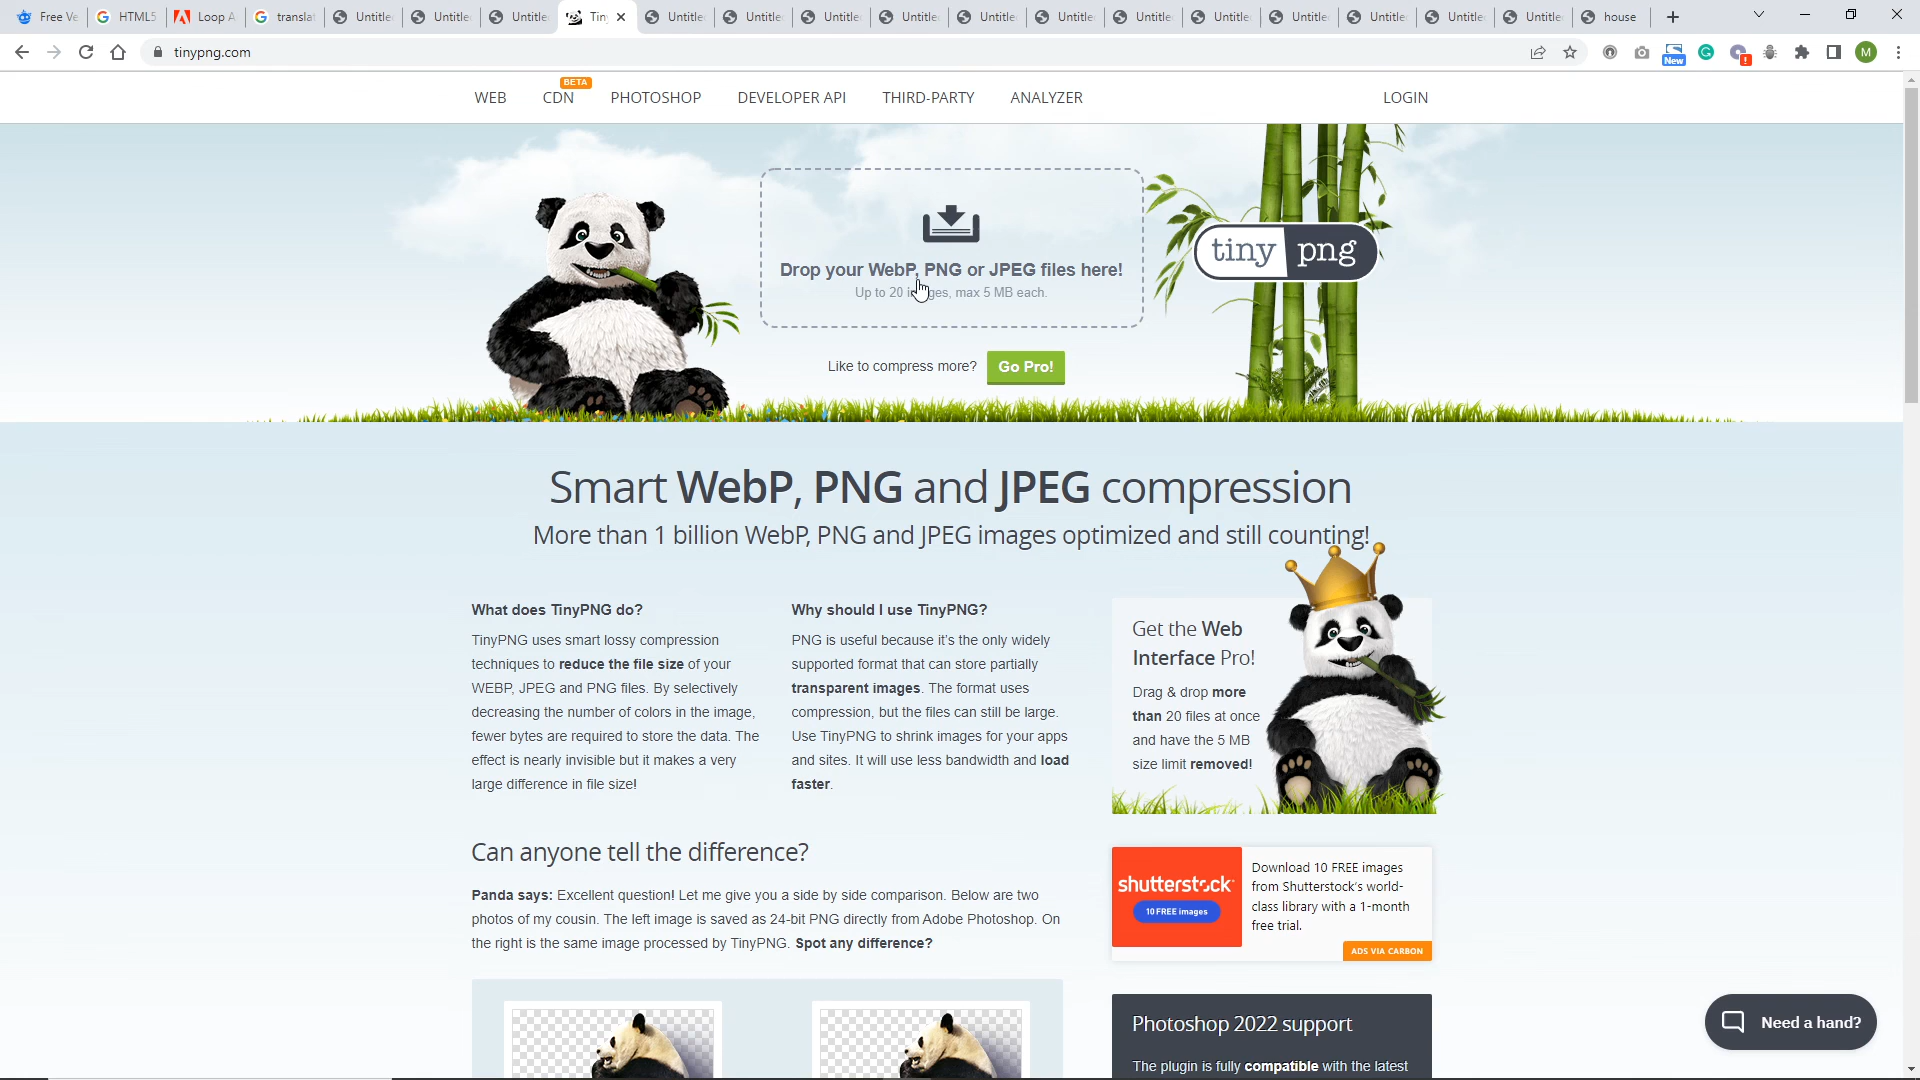 Free Ve
HTML5
Loop A
translat
Untitle
Untitle
Untitle
Tin
Untitle
Untitle
Untitle
Untitle
Untitle
Untitle
Untitle
Untitle
Untitle
Untitle
Untitle
Untitle
house
tinypng.com
New
M
BETA
WEB CDN PHOTOSHOP DEVELOPER API THIRD-PARTY ANALYZER LOGIN
Drop your WebP, PNG or JPEG files here!
Up to 20 images, max 5 MB each.
tiny png
Like to compress more? Go Pro!
Smart WebP, PNG and JPEG compression
More than 1 billion WebP, PNG and JPEG images optimized and still counting!
What does TinyPNG do?
TinyPNG uses smart lossy compression
techniques to reduce the file size of your
WEBP, JPEG and PNG files. By selectively
decreasing the number of colors in the image,
fewer bytes are required to store the data. The
effect is nearly invisible but it makes a very
large difference in file size!
Why should I use TinyPNG?
PNG is useful because it's the only widely
supported format that can store partially
transparent images. The format uses
compression, but the files can still be large.
Use TinyPNG to shrink images for your apps
and sites. It will use less bandwidth and load
faster.
Get the Web
Interface Pro!
Drag & drop more
than 20 files at once
and have the 5 MB
size limit removed!
Can anyone tell the difference?
Panda says: Excellent question! Let me give you a side by side comparison. Below are two
photos of my cousin. The left image is saved as 24-bit PNG directly from Adobe Photoshop. On
the right is the same image processed by TinyPNG. Spot any difference?
shutterstock
10 FREE images
Download 10 FREE images
from Shutterstock's world-
class library with a 1-month
free trial.
ADS VIA CARBON
Photoshop 2022 support
The plugin is fully compatible with the latest
Need a hand?